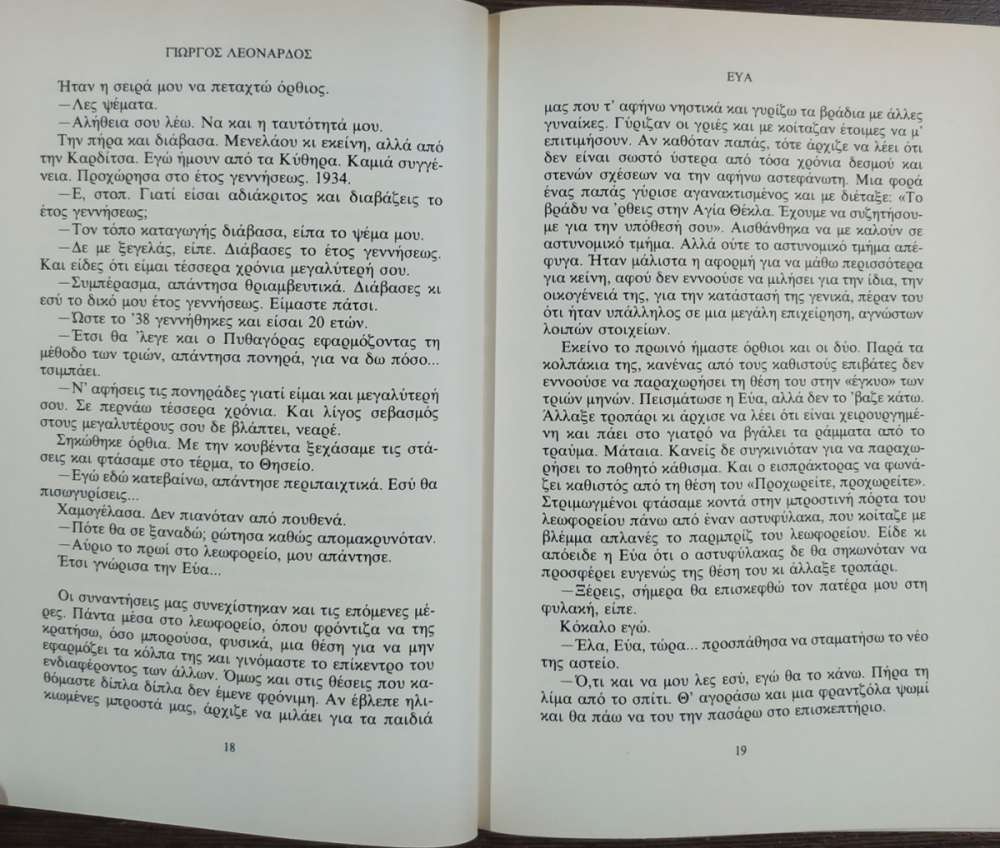 ΓΙΩΡΓΟΣ ΛΕΟΝΑΡΔΟΣ
Ήταν η σειρά μου να πεταχτώ όρθιος.
—Λες ψέματα.
—Αλήθεια σου λέω. Να και η ταυτότητά μου.
Την πήρα και διάβασα. Μενελάου κι εκείνη, αλλά από
την Καρδίτσα. Εγώ ήμουν από τα Κύθηρα. Καμιά συγγέ-
νεια. Προχώρησα στο έτος γεννήσεως. 1934.
—Ε, στοπ. Γιατί είσαι αδιάκριτος και διαβάζεις το
έτος γεννήσεως;
—Τον τόπο καταγωγής διάβασα, είπα το ψέμα μου.
—Δε με ξεγελάς, είπε. Διάβασες το έτος γεννήσεως.
Και είδες ότι είμαι τέσσερα χρόνια μεγαλύτερή σου.
—Συμπέρασμα, απάντησα θριαμβευτικά. Διάβασες κι
εσύ το δικό μου έτος γεννήσεως. Είμαστε πάτσι.
—Ώστε το '38 γεννήθηκες και είσαι 20 ετών.
—Έτσι θα 'λεγε και ο Πυθαγόρας εφαρμόζοντας τη
μέθοδο των τριών, απάντησα πονηρά, για να δω πόσο...
τσιμπάει.
—Ν' αφήσεις τις πονηράδες γιατί είμαι και μεγαλύτερή
σου. Σε περνάω τέσσερα χρόνια. Και λίγος σεβασμός
στους μεγαλυτέρους σου δε βλάπτει, νεαρέ.
Σηκώθηκε όρθια. Με την κουβέντα ξεχάσαμε τις στά-
σεις και φτάσαμε στο τέρμα, το Θησείο.
—Εγώ εδώ κατεβαίνω, απάντησε περιπαιχτικά. Εσύ θα
πισωγυρίσεις...
Χαμογέλασα. Δεν πιανόταν από πουθενά.
—Πότε θα σε ξαναδώ; ρώτησα καθώς απομακρυνόταν.
—Αύριο το πρωί στο λεωφορείο, μου απάντησε.
Έτσι γνώρισα την Εύα...
Οι συναντήσεις μας συνεχίστηκαν και τις επόμενες μέ-
ρες. Πάντα μέσα στο λεωφορείο, όπου φρόντιζα να της
κρατήσω, όσο μπορούσα, φυσικά, μια θέση για να μην
εφαρμόζει τα κόλπα της και γινόμαστε το επίκεντρο του
ενδιαφέροντος των άλλων. Όμως και στις θέσεις που κα-
θόμαστε δίπλα δίπλα δεν έμενε φρόνιμη. Αν έβλεπε ηλι-
κιωμένες μπροστά μας, άρχιζε να μιλάει για τα παιδιά
18
ΕΥΑ
μας που τ' αφήνω νηστικά και γυρίζω τα βράδια με άλλες
γυναίκες. Γύριζαν οι γριές και με κοίταζαν έτοιμες να μ'
επιτιμήσουν. Αν καθόταν παπάς, τότε άρχιζε να λέει ότι
δεν είναι σωστό ύστερα από τόσα χρόνια δεσμού και
στενών σχέσεων να την αφήνω αστεφάνωτη. Μια φορά
ένας παπάς γύρισε αγανακτισμένος και με διέταξε: «Το
βράδυ να 'ρθεις στην Αγία Θέκλα. Έχουμε να συζητήσου-
με για την υπόθεσή σου». Αισθάνθηκα να με καλούν σε
αστυνομικό τμήμα. Αλλά ούτε το αστυνομικό τμήμα απέ-
φυγα. Ήταν μάλιστα η αφορμή για να μάθω περισσότερα
για κείνη, αφού δεν εννοούσε να μιλήσει για την ίδια, την
οικογένειά της, για την κατάστασή της γενικά, πέραν του
ότι ήταν υπάλληλος σε μια μεγάλη επιχείρηση, αγνώστων
λοιπών στοιχείων.
Εκείνο το πρωινό ήμαστε όρθιοι και οι δύο. Παρά τα
κολπάκια της, κανένας από τους καθιστούς επιβάτες δεν
εννοούσε να παραχωρήσει τη θέση του στην «έγκυο» των
τριών μηνών. Πεισμάτωσε η Εύα, αλλά δεν το 'βαζε κάτω.
Άλλαξε τροπάρι κι άρχισε να λέει ότι είναι χειρουργημέ-
νη και πάει στο γιατρό να βγάλει τα ράμματα από το
τραύμα. Μάταια. Κανείς δε συγκινιόταν για να παραχω-
ρήσει το ποθητό κάθισμα. Και ο εισπράκτορας να φωνά-
ζει καθιστός από τη θέση του «Προχωρείτε, προχωρείτε».
Στριμωγμένοι φτάσαμε κοντά στην μπροστινή πόρτα του
λεωφορείου πάνω από έναν αστυφύλακα, που κοίταζε με
βλέμμα απλανές το παρμπρίζ του λεωφορείου. Είδε κι
απόειδε η Εύα ότι ο αστυφύλακας δε θα σηκωνόταν να
προσφέρει ευγενώς της θέση του κι άλλαξε τροπάρι.
—Ξέρεις, σήμερα θα επισκεφθώ τον πατέρα μου στη
φυλακή, είπε.
Κόκαλο εγώ.
—Έλα, Εύα, τώρα... προσπάθησα να σταματήσω το νέο
της αστείο.
—Ό,τι και να μου λες εσύ, εγώ θα το κάνω. Πήρα τη
λίμα από το σπίτι. Θ' αγοράσω και μια φραντζόλα ψωμί
και θα πάω να του την πασάρω στο επισκεπτήριο.
19